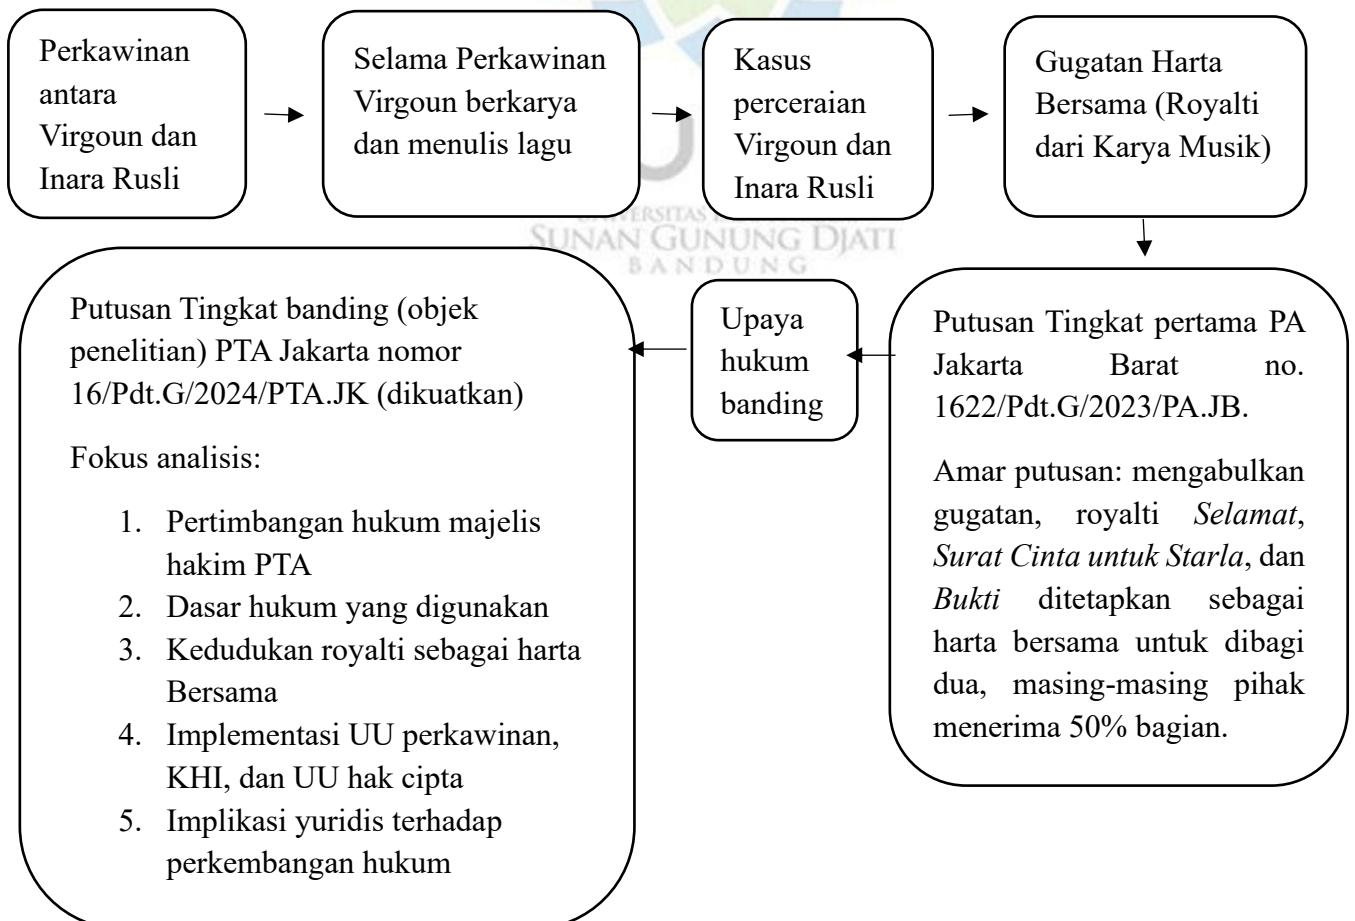 Perkawinan
antara
Virgoun dan
Inara Rusli
Selama Perkawinan
Virgoun berkarya
dan menulis lagu
Kasus
perceraian
Virgoun dan
Inara Rusli
Gugatan Harta
Bersama (Royalti
dari Karya Musik)
SUNAN GUNUNG DJATI
BANDUNG
Putusan Tingkat pertama PA
Jakarta Barat no.
1622/Pdt.G/2023/PA.JB.
Amar putusan: mengabulkan
gugatan, royalti Selamat,
Surat Cinta untuk Starla, dan
Bukti ditetapkan sebagai
harta bersama untuk dibagi
dua, masing-masing pihak
menerima 50% bagian.
Upaya
hukum
banding
Putusan Tingkat banding (objek
penelitian) PTA Jakarta nomor
16/Pdt.G/2024/PTA.JK (dikuatkan)
Fokus analisis:
1. Pertimbangan hukum majelis
hakim PTA
2. Dasar hukum yang digunakan
3. Kedudukan royalti sebagai harta
Bersama
4. Implementasi UU perkawinan,
KHI, dan UU hak cipta
5. Implikasi yuridis terhadap
perkembangan hukum